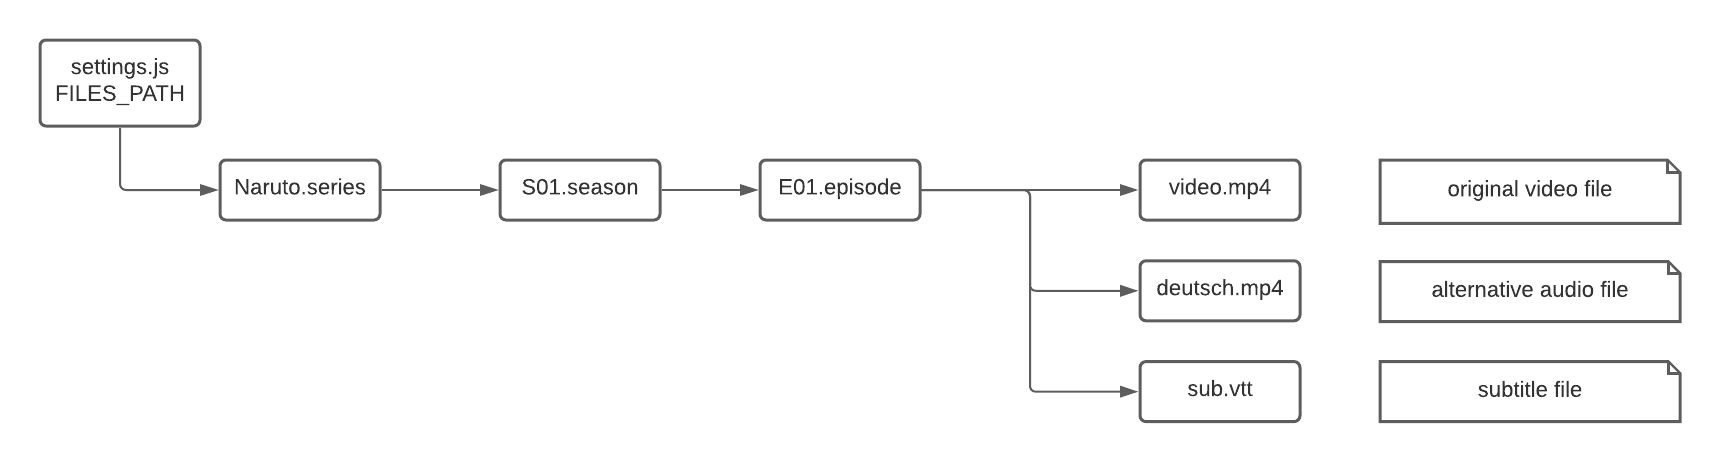 settings.js
FILES_PATH
Naruto.series
S01.season
E01.episode
video.mp4
original video file
deutsch.mp4
alternative audio file
sub.vtt
subtitle file